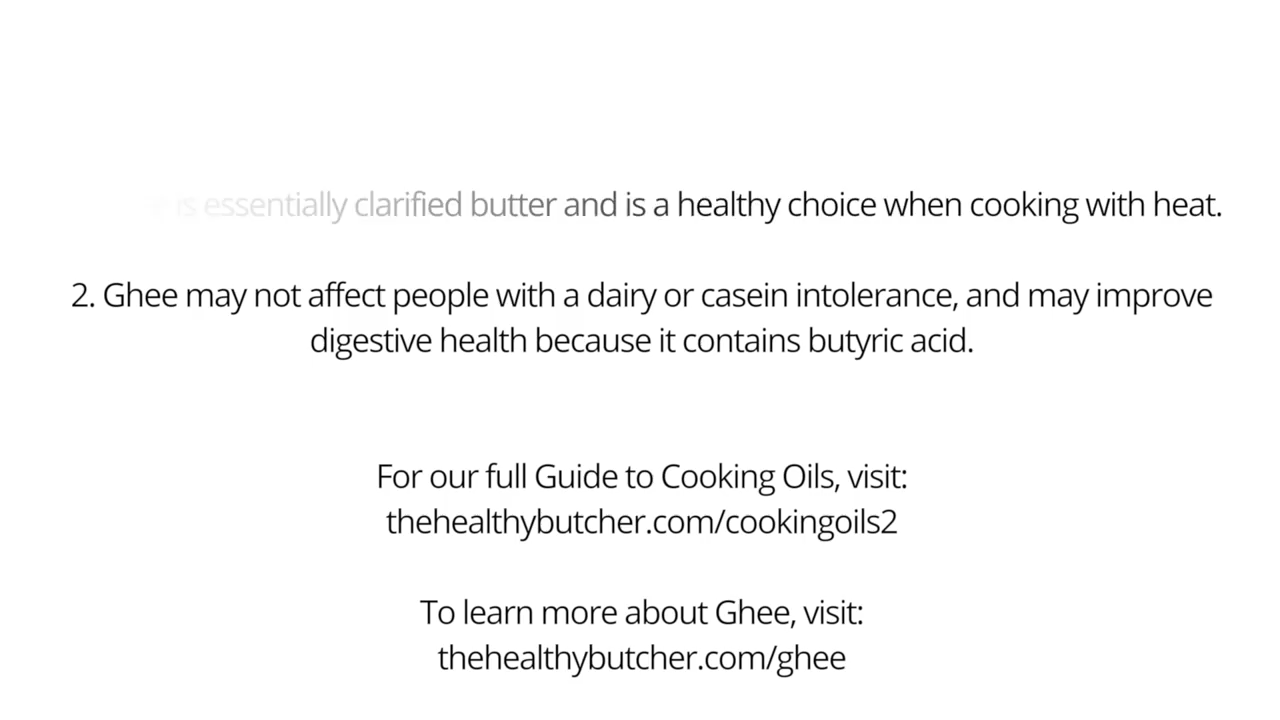 is essentially clarified butter and is a healthy choice when cooking with heat.
2. Ghee may not affect people with a dairy or casein intolerance, and may improve
digestive health because it contains butyric acid.
For our full Guide to Cooking Oils, visit:
thehealthybutcher.com/cookingoils2
To learn more about Ghee, visit:
thehealthybutcher.com/ghee